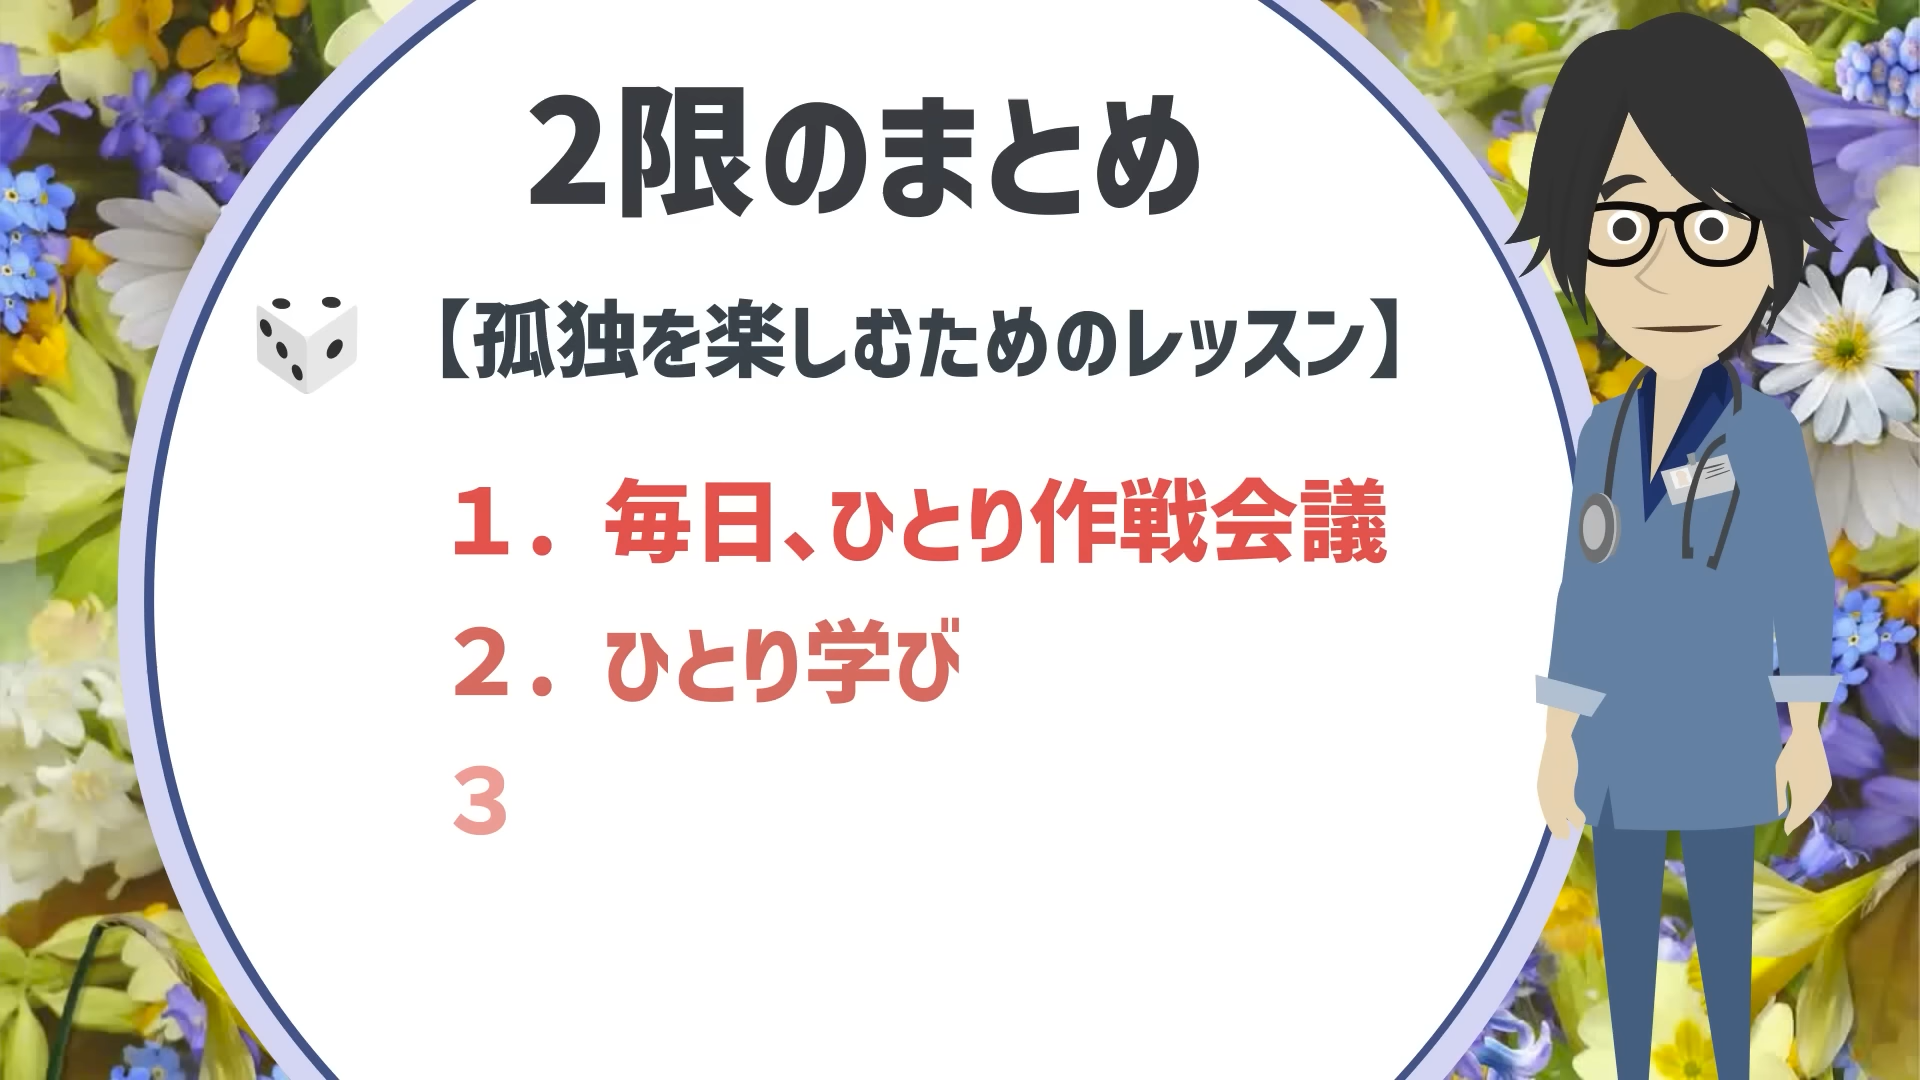 2限のまとめ
【孤独を楽しむためのレッスン】
１．毎日、ひとり作戦会議
２．ひとり学び
３